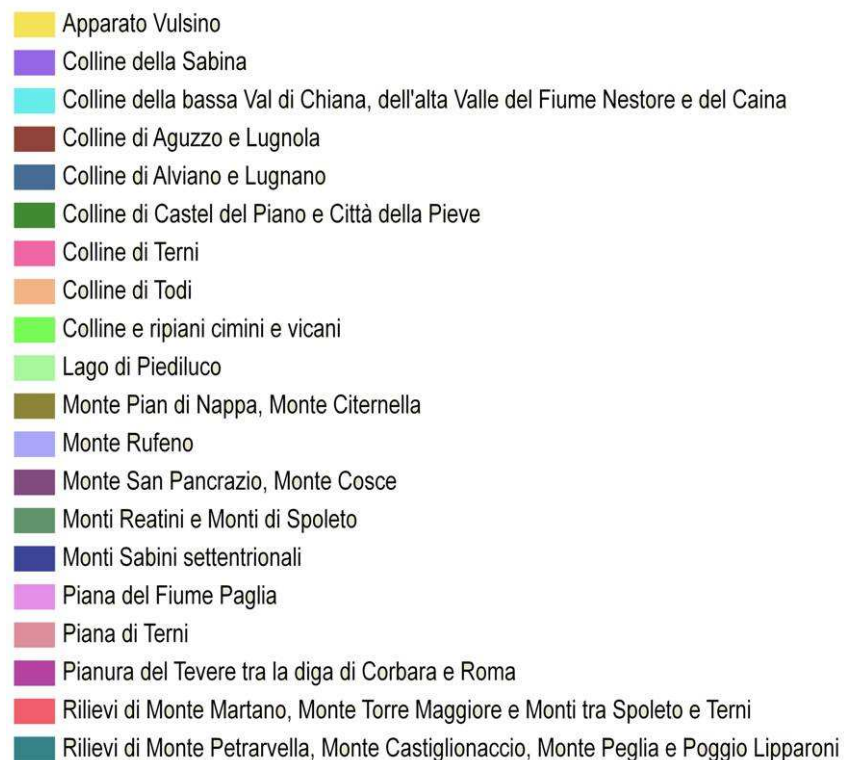 Apparato Vulsino
Colline della Sabina
Colline della bassa Val di Chiana, dell'alta Valle del Fiume Nestore e del Caina
Colline di Aguzzo e Lugnola
Colline di Alviano e Lugnano
Colline di Castel del Piano e Città della Pieve
Colline di Terni
Colline di Todi
Colline e ripiani cimini e vicani
Lago di Piediluco
Monte Pian di Nappa, Monte Citernella
Monte Rufeno
Monte San Pancrazio, Monte Cosce
Monti Reatini e Monti di Spoleto
Monti Sabini settentrionali
Piana del Fiume Paglia
Piana di Terni
Pianura del Tevere tra la diga di Corbara e Roma
Rilievi di Monte Martano, Monte Torre Maggiore e Monti tra Spoleto e Terni
Rilievi di Monte Petrarvella, Monte Castiglionaccio, Monte Peglia e Poggio Lipparoni